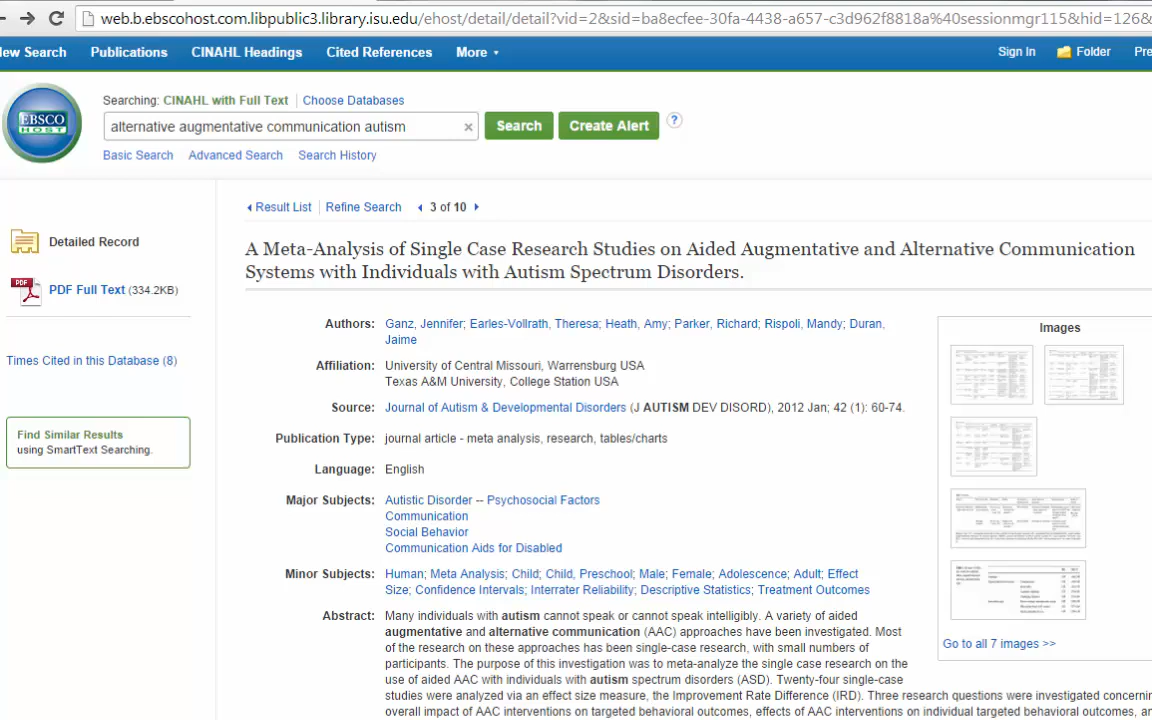 web.b.ebscohost.com.libpublic3.library.isu.edu/ehost/detail/detail?vid=2&sid=ba8ecfee-30fa-4438-a657-c3d962f8818a%40sessionmgr115&hid=126&
New Search Publications CINAHL Headings Cited References More Sign In Folder Pre
Searching: CINAHL with Full Text Choose Databases
EBSCO HOST
alternative augmentative communication autism × Search Create Alert ?
Basic Search Advanced Search Search History
Result List Refine Search 3 of 10
Detailed Record
PDF Full Text (334.2KB)
Times Cited in this Database (8)
Find Similar Results
using SmartText Searching.
A Meta-Analysis of Single Case Research Studies on Aided Augmentative and Alternative Communication
Systems with Individuals with Autism Spectrum Disorders.
Authors: Ganz, Jennifer; Earles-Vollrath, Theresa; Heath, Amy; Parker, Richard; Rispoli, Mandy; Duran,
Jaime
Affiliation: University of Central Missouri, Warrensburg USA
Texas A&M University, College Station USA
Source: Journal of Autism & Developmental Disorders (J AUTISM DEV DISORD), 2012 Jan; 42 (1): 60-74.
Publication Type: journal article - meta analysis, research, tables/charts
Language: English
Major Subjects: Autistic Disorder -- Psychosocial Factors
Communication
Social Behavior
Communication Aids for Disabled
Minor Subjects: Human; Meta Analysis; Child; Child, Preschool; Male; Female; Adolescence; Adult; Effect
Size; Confidence Intervals; Interrater Reliability; Descriptive Statistics; Treatment Outcomes
Abstract: Many individuals with autism cannot speak or cannot speak intelligibly. A variety of aided
augmentative and alternative communication (AAC) approaches have been investigated. Most
of the research on these approaches has been single-case research, with small numbers of
participants. The purpose of this investigation was to meta-analyze the single case research on the
use of aided AAC with individuals with autism spectrum disorders (ASD). Twenty-four single-case
studies were analyzed via an effect size measure, the Improvement Rate Difference (IRD). Three research questions were investigated concernin
overall impact of AAC interventions on targeted behavioral outcomes, effects of AAC interventions on individual targeted behavioral outcomes, an
Images
Go to all 7 images >>